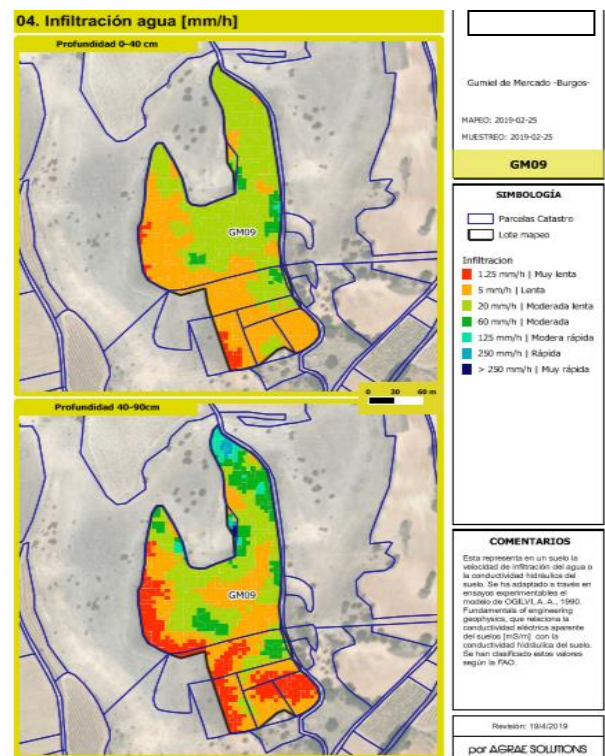 04. Infiltración agua [mm/h]
Profundidad 0-40 cm
GM09
0 30 60 m
Profundidad 40-90cm
GM09
Gumiel de Mercado -Burgos-
MAPEO: 2019-02-25
MUESTREO: 2019-02-25
GM09
SIMBOLOGÍA
Parcelas Catastro
Lote mapeo
Infiltracion
1.25 mm/h | Muy lenta
5 mm/h | Lenta
20 mm/h | Moderada lenta
60 mm/h | Moderada
125 mm/h | Modera rápida
250 mm/h | Rápida
> 250 mm/h | Muy rápida
COMENTARIOS
Esta representa en un suelo la
velocidad de infiltración del agua o
la conductividad hidráulica del
suelo. Se ha adaptado a través en
ensayos experimentables el
modelo de OGILVI, A. A., 1990.
Fundamentals of engineering
geophysics, que relaciona la
conductividad eléctrica aparente
del suelos [mS/m] con la
conductividad hidráulica del suelo.
Se han clasificado estos valores
según la FAO.
Revisión: 19/4/2019
por AGRAE SOLUTIONS